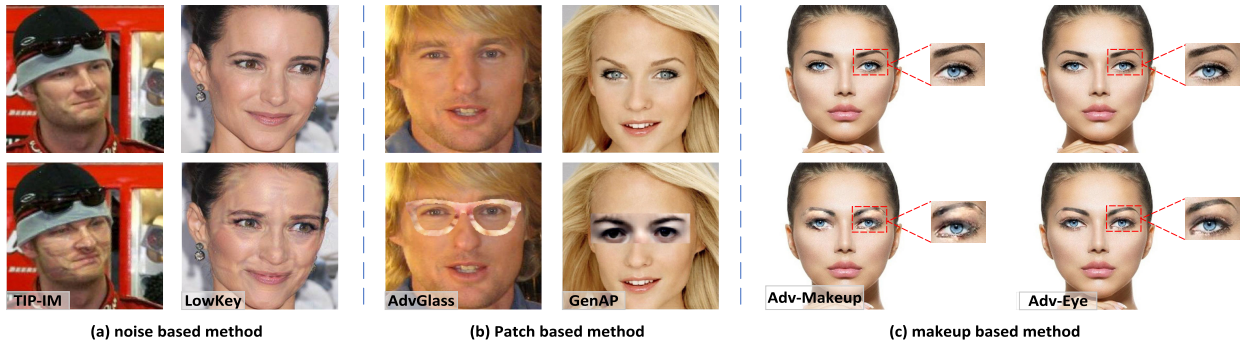 TIP-IM
LowKey
AdvGlass
GenAP
Adv-Makeup
Adv-Eye
(a) noise based method
(b) Patch based method
(c) makeup based method